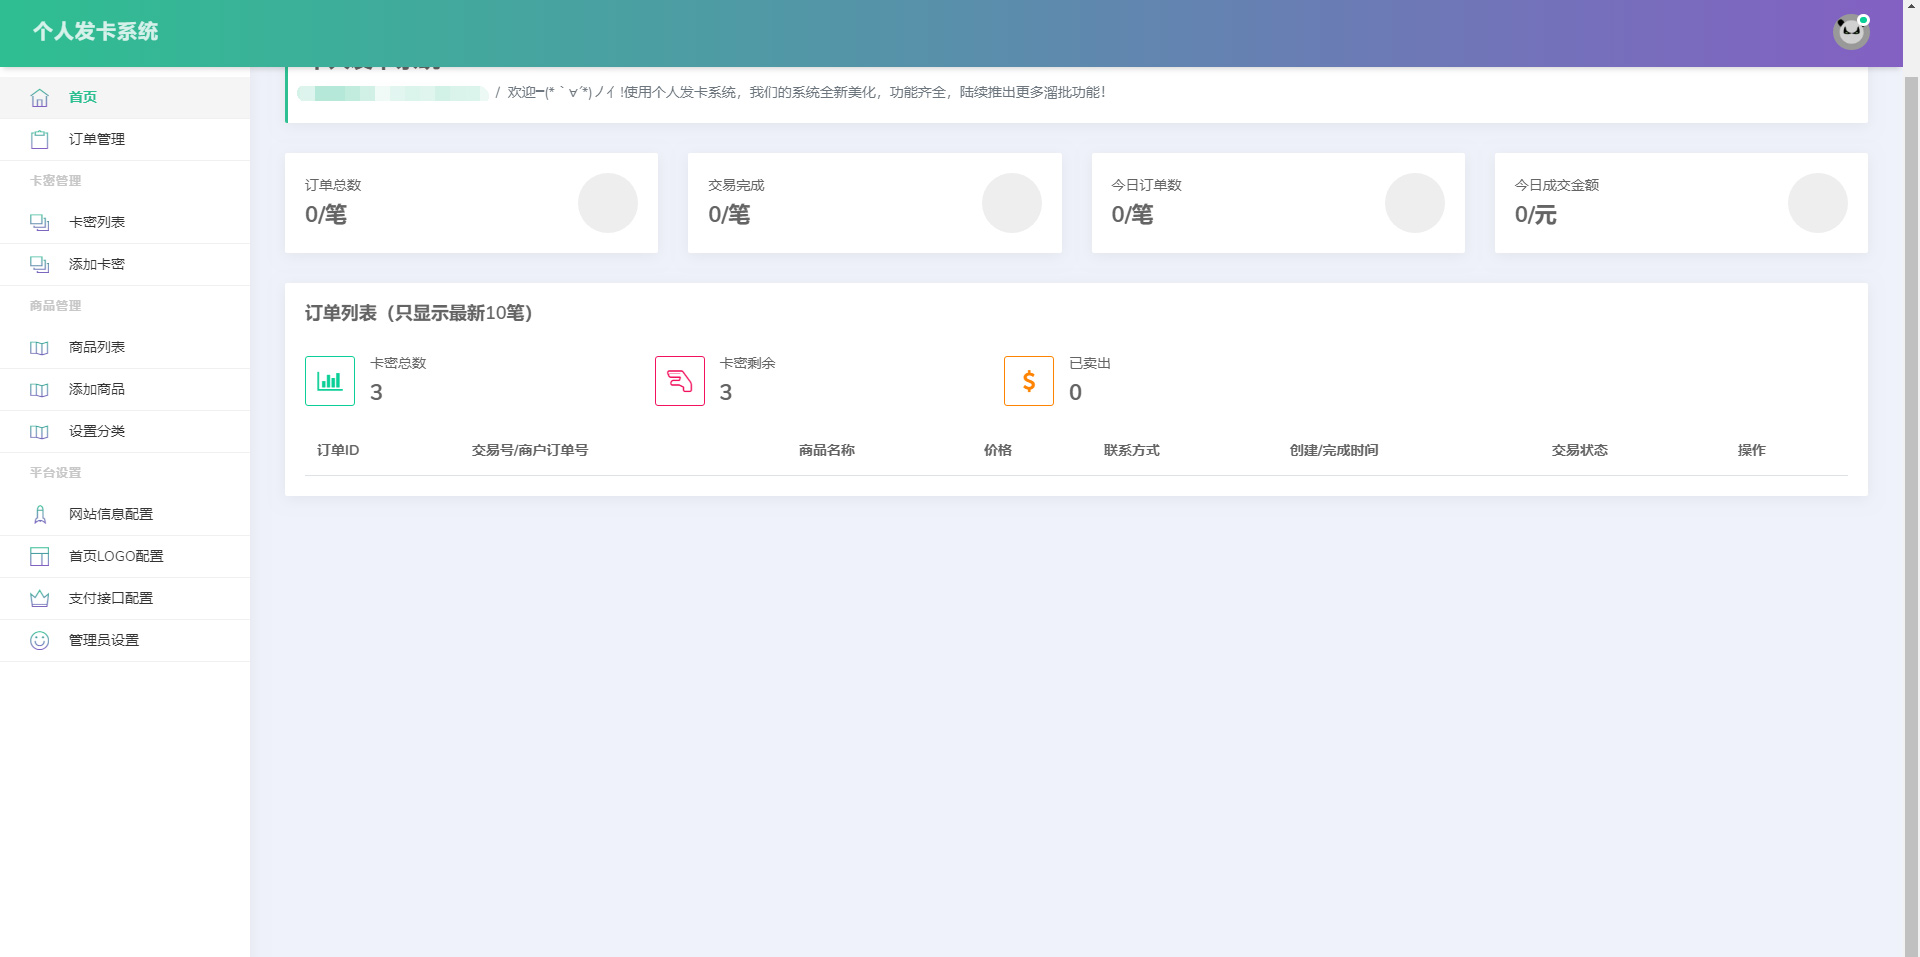 个人发卡系统
首页
订单管理
卡密管理
卡密列表
添加卡密
商品管理
商品列表
添加商品
设置分类
平台设置
网站信息配置
首页LOGO配置
支付接口配置
管理员设置
/ 欢迎━(*｀∀´*)ノ亻!使用个人发卡系统，我们的系统全新美化，功能齐全，陆续推出更多溜批功能！
订单总数
0/笔
交易完成
0/笔
今日订单数
0/笔
今日成交金额
0/元
订单列表（只显示最新10笔）
卡密总数
3
卡密剩余
3
已卖出
0
订单ID 交易号/商户订单号 商品名称 价格 联系方式 创建/完成时间 交易状态 操作